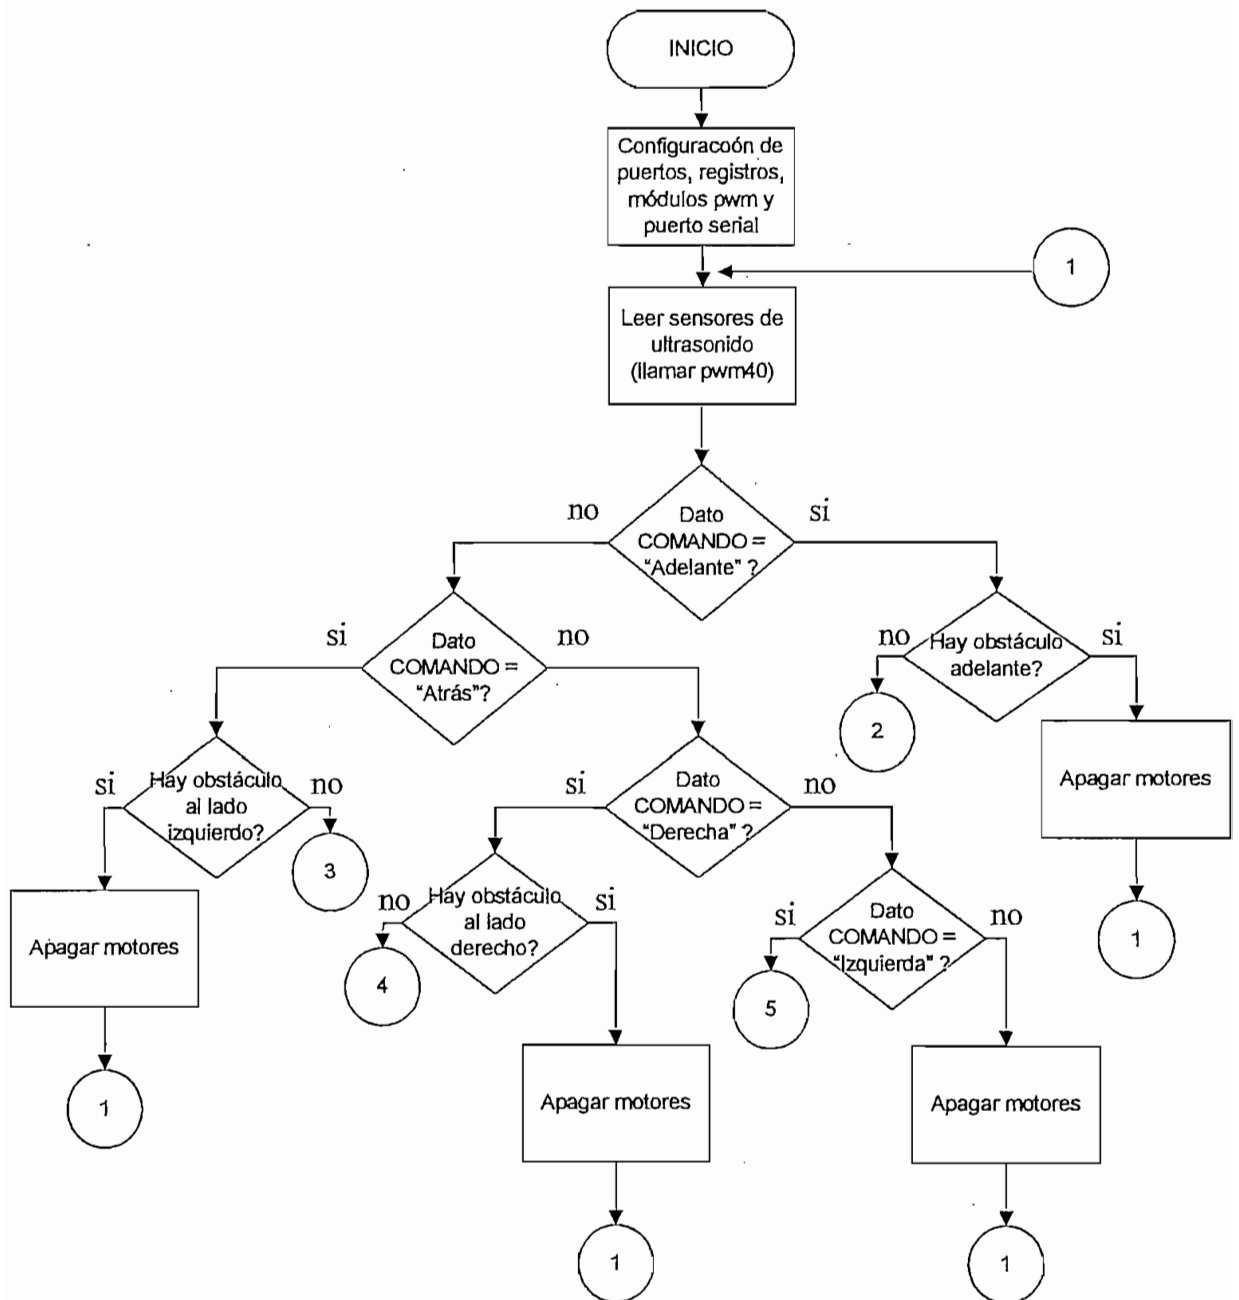 INICIO
Configuracoón de
puertos, registros,
módulos pwm y
puerto serial
1
Leer sensores de
ultrasonido
(llamar pwm40)
no
Dato
COMANDO =
"Adelante" ?
si
si
Dato
COMANDO =
"Atrás"?
no
no
Hay obstáculo
adelante?
si
2
Apagar motores
1
si
Hay obstáculo
al lado
izquierdo?
no
3
Apagar motores
1
si
Dato
COMANDO =
"Derecha" ?
no
no
Hay obstáculo
al lado
derecho?
si
4
Apagar motores
1
si
Dato
COMANDO =
"Izquierda" ?
no
5
Apagar motores
1